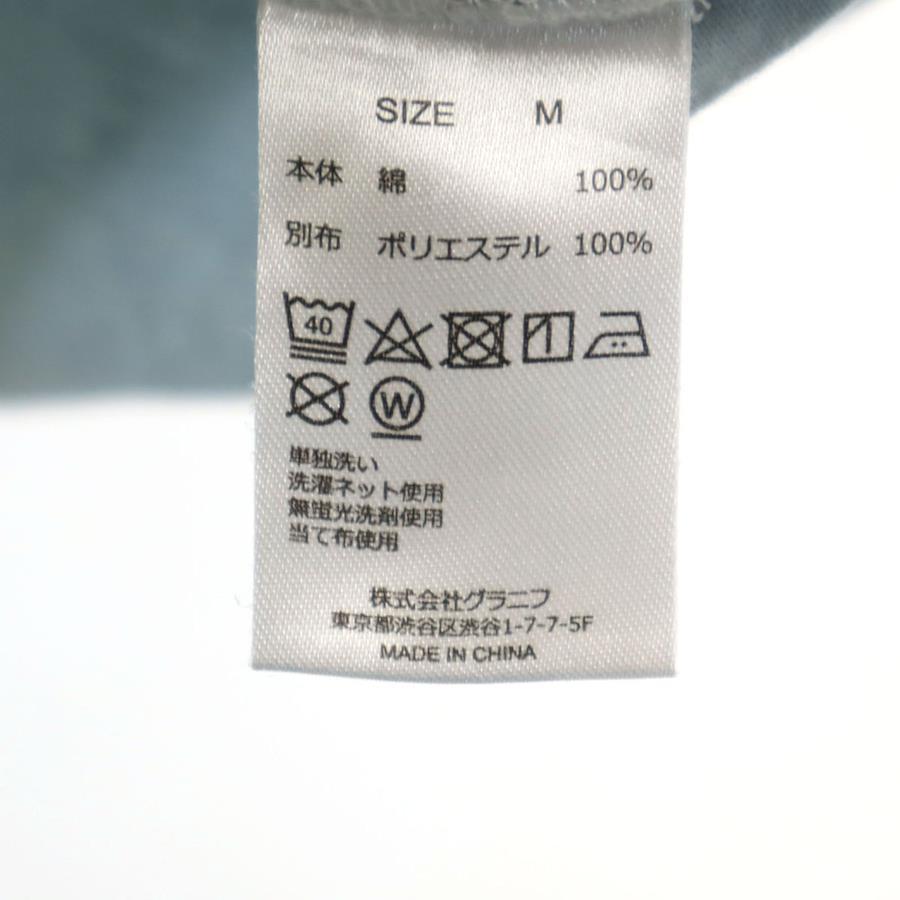 SIZE M
本体 綿 100%
別布 ポリエステル 100%
40
W
単独洗い
洗濯ネット使用
無蛍光洗剤使用
当て布使用
株式会社グラニフ
東京都渋谷区渋谷1-7-7-5F
MADE IN CHINA